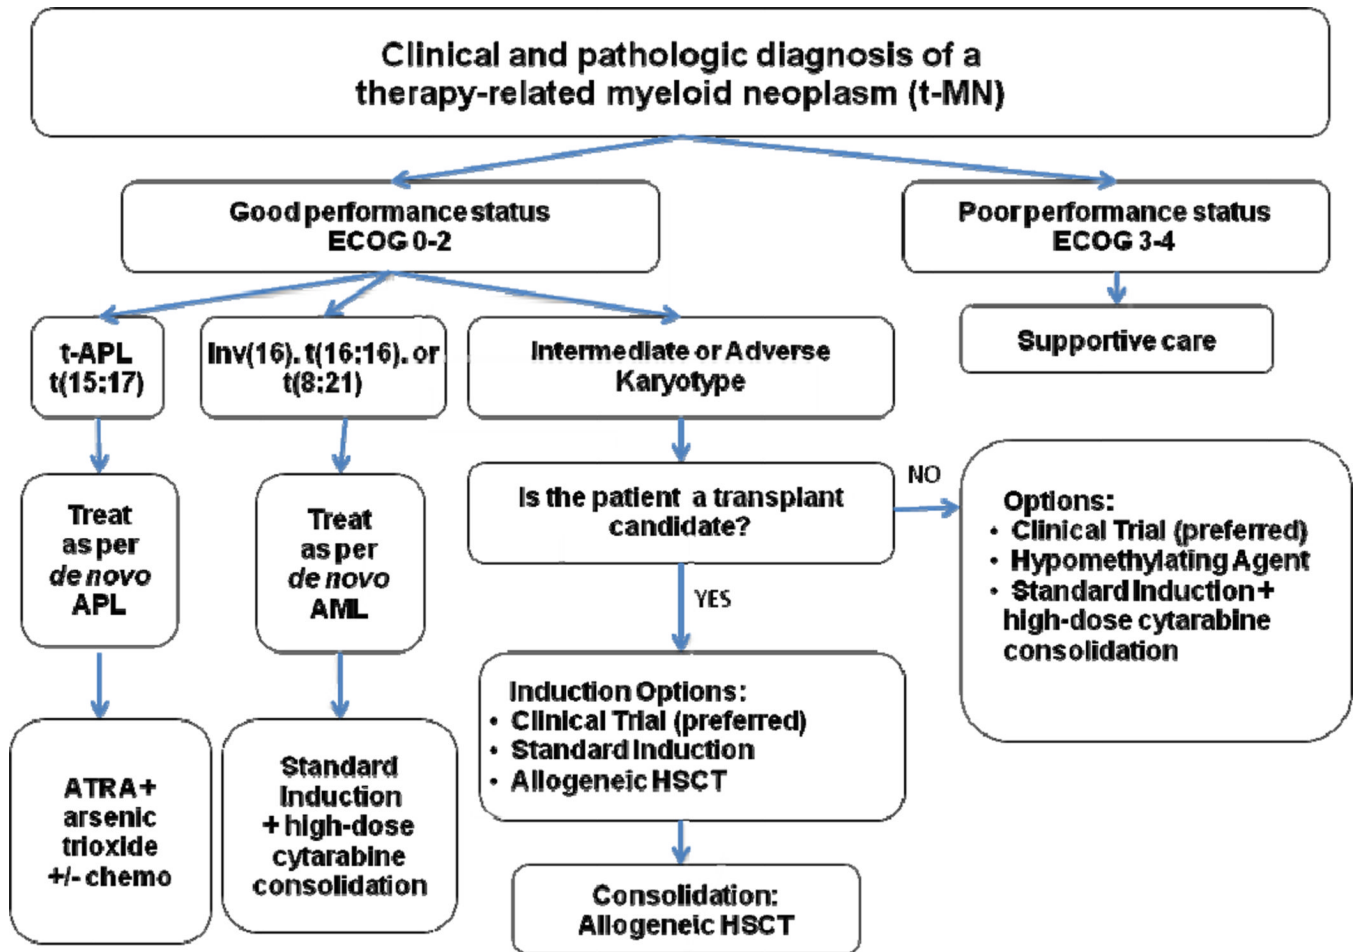 Clinical and pathologic diagnosis of a
therapy-related myeloid neoplasm (t-MN)
Good performance status
ECOG 0-2
Poor performance status
ECOG 3-4
t-APL
t(15:17)
Inv(16). t(16:16). or
t(8:21)
Intermediate or Adverse
Karyotype
Supportive care
Treat
as per
de novo
APL
Treat
as per
de novo
AML
Is the patient a transplant
candidate?
NO
Options:
• Clinical Trial (preferred)
• Hypomethylating Agent
• Standard Induction +
high-dose cytarabine
consolidation
YES
ATRA +
arsenic
trioxide
+/- chemo
Standard
Induction
+ high-dose
cytarabine
consolidation
Induction Options:
• Clinical Trial (preferred)
• Standard Induction
• Allogeneic HSCT
Consolidation:
Allogeneic HSCT